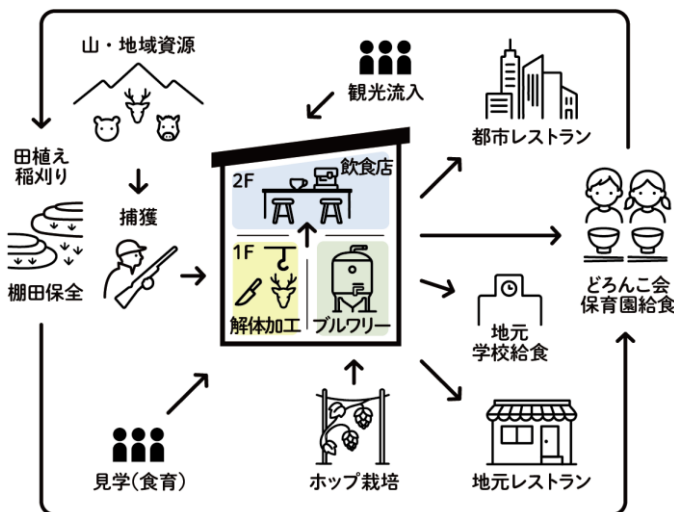 山・地域資源
観光流入
都市レストラン
田植え
稲刈り
捕獲
棚田保全
2F
飲食店
1F
解体加工
ブルワリー
どろんこ会
保育園給食
地元
学校給食
見学(食育)
ホップ栽培
地元レストラン